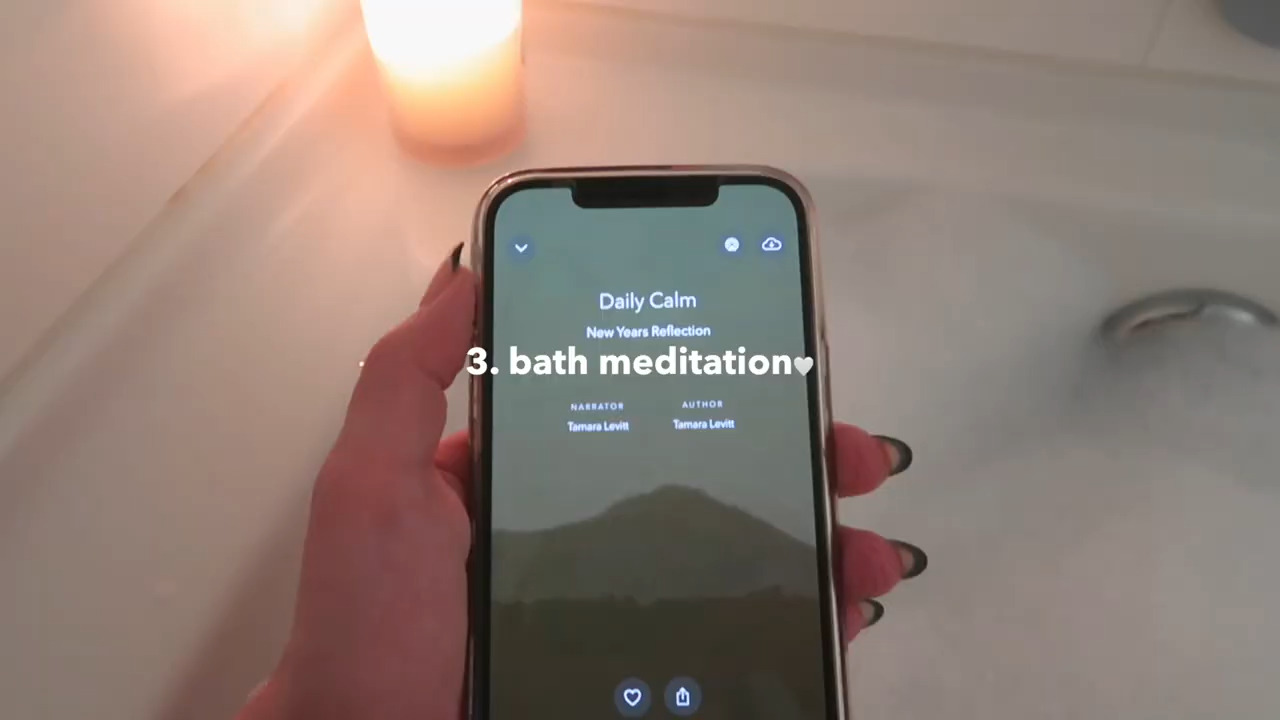 Daily Calm
New Years Reflection
3. bath meditation🤍
NARRATOR AUTHOR
Tamara Levitt Tamara Levitt